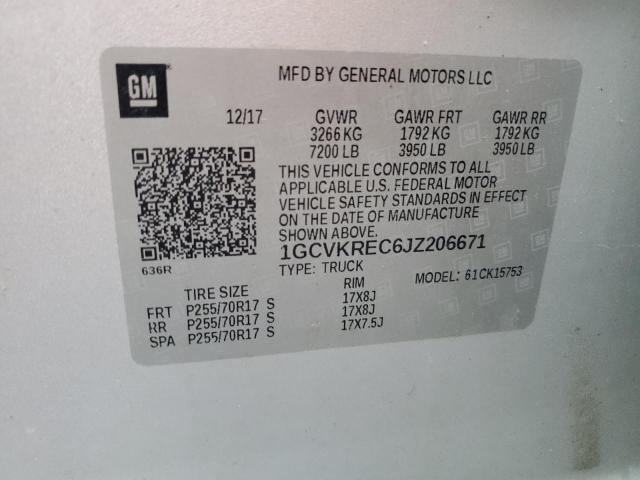 GM
MFD BY GENERAL MOTORS LLC
12/17 GVWR GAWR FRT GAWR RR
3266 KG 1792 KG 1792 KG
7200 LB 3950 LB 3950 LB
THIS VEHICLE CONFORMS TO ALL
APPLICABLE U.S. FEDERAL MOTOR
VEHICLE SAFETY STANDARDS IN EFFECT
ON THE DATE OF MANUFACTURE
SHOWN ABOVE.
1GCVKREC6JZ206671
636R
TYPE: TRUCK MODEL: 61CK15753
TIRE SIZE RIM
FRT P255/70R17 S 17X8J
RR P255/70R17 S 17X8J
SPA P255/70R17 S 17X7.5J